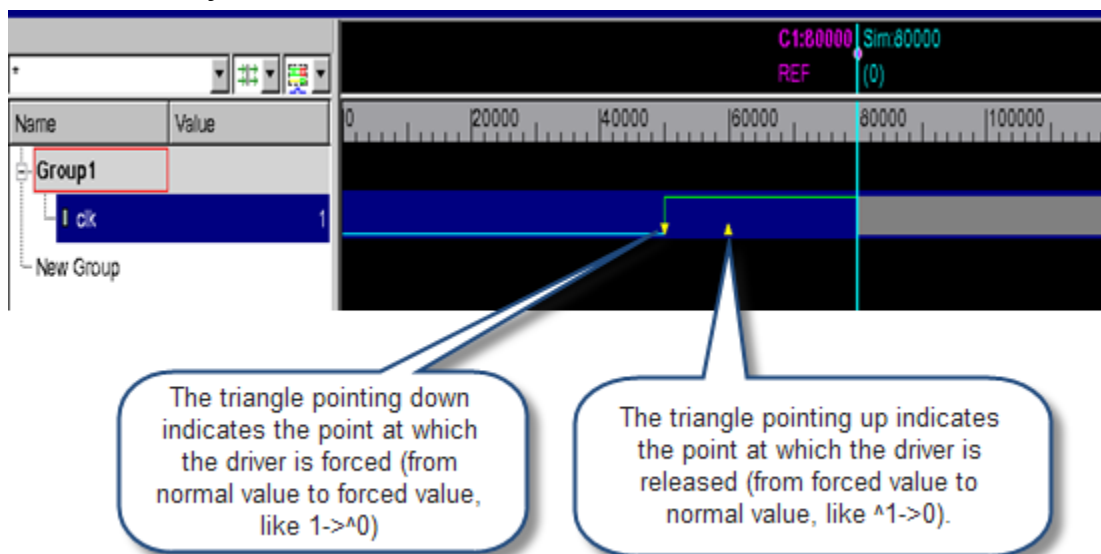 C1:80000 Sim:80000
REF (0)
*
Name Value
0 20000 40000 60000 80000 100000
Group1
clk 1
New Group
The triangle pointing down
indicates the point at which
the driver is forced (from
normal value to forced value,
like 1->^0)
The triangle pointing up indicates
the point at which the driver is
released (from forced value to
normal value, like ^1->0).